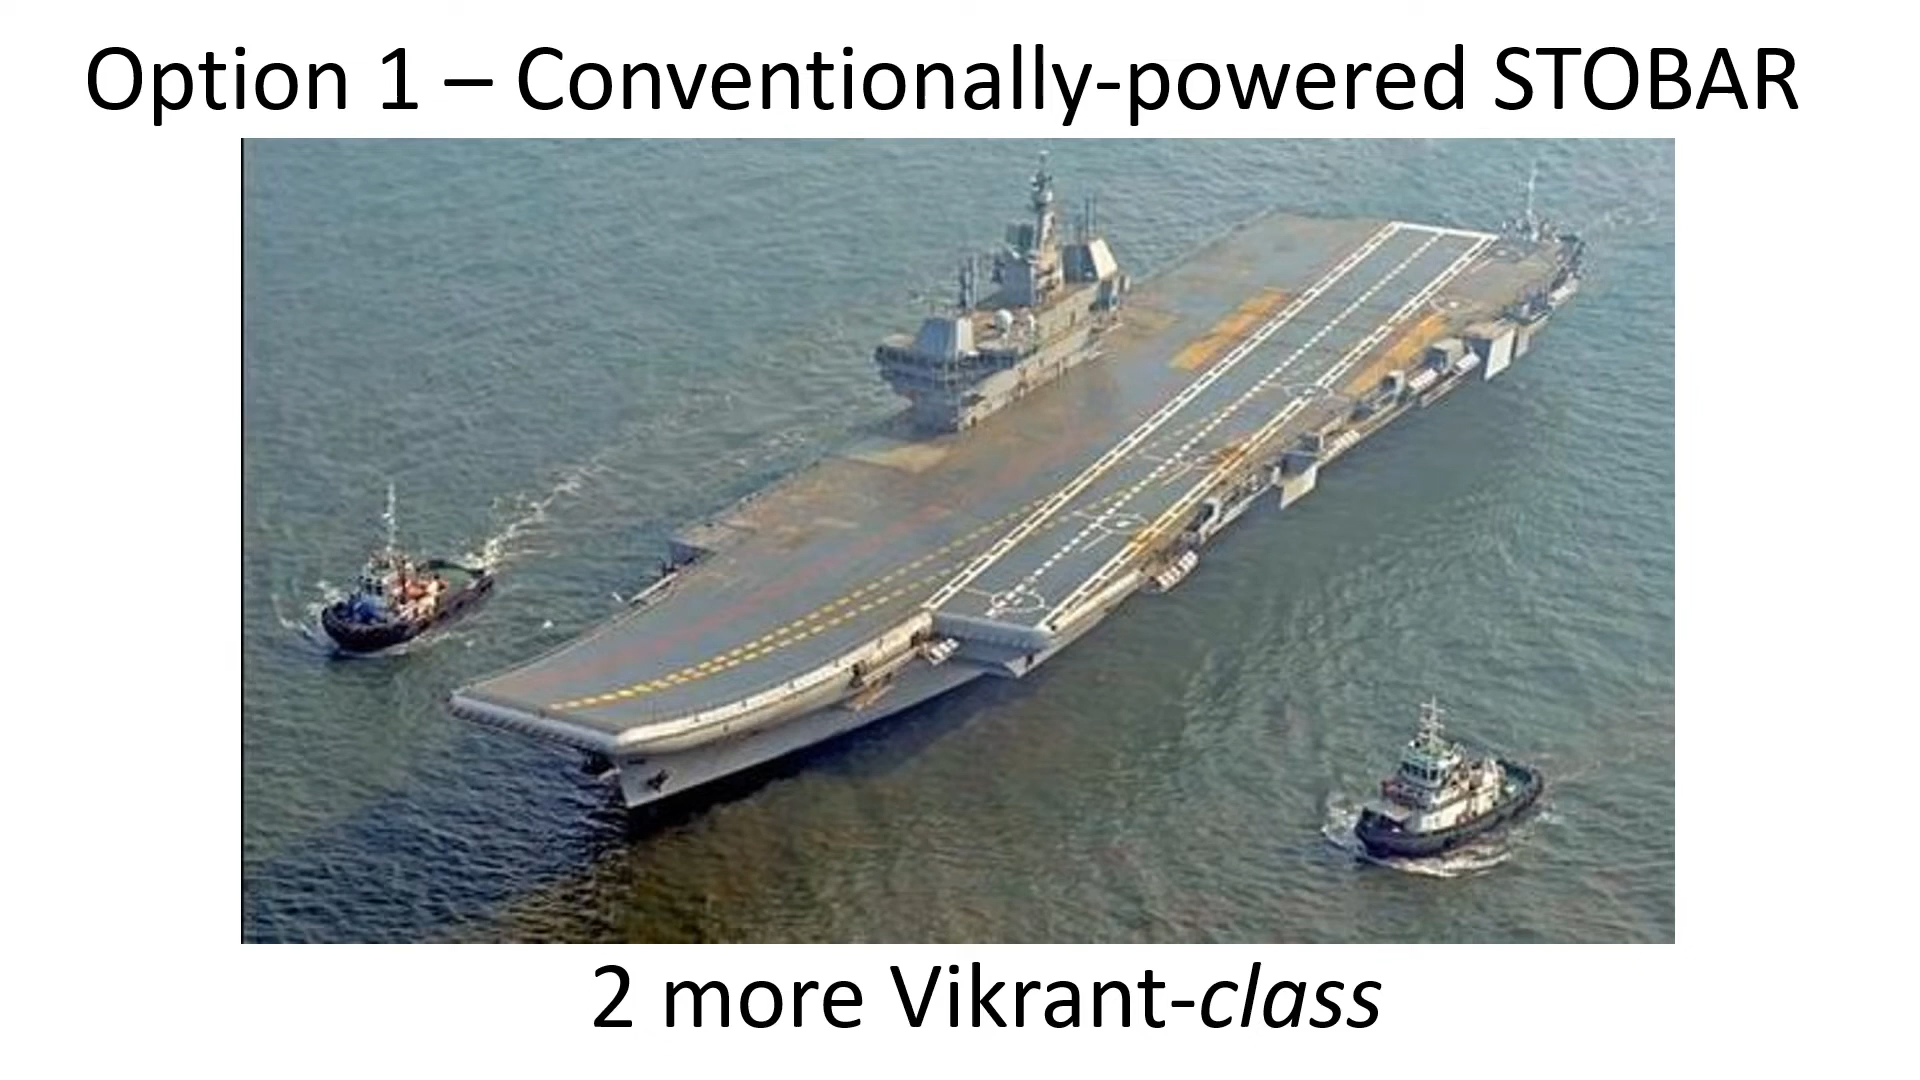 Option 1 – Conventionally-powered STOBAR
2 more Vikrant-class